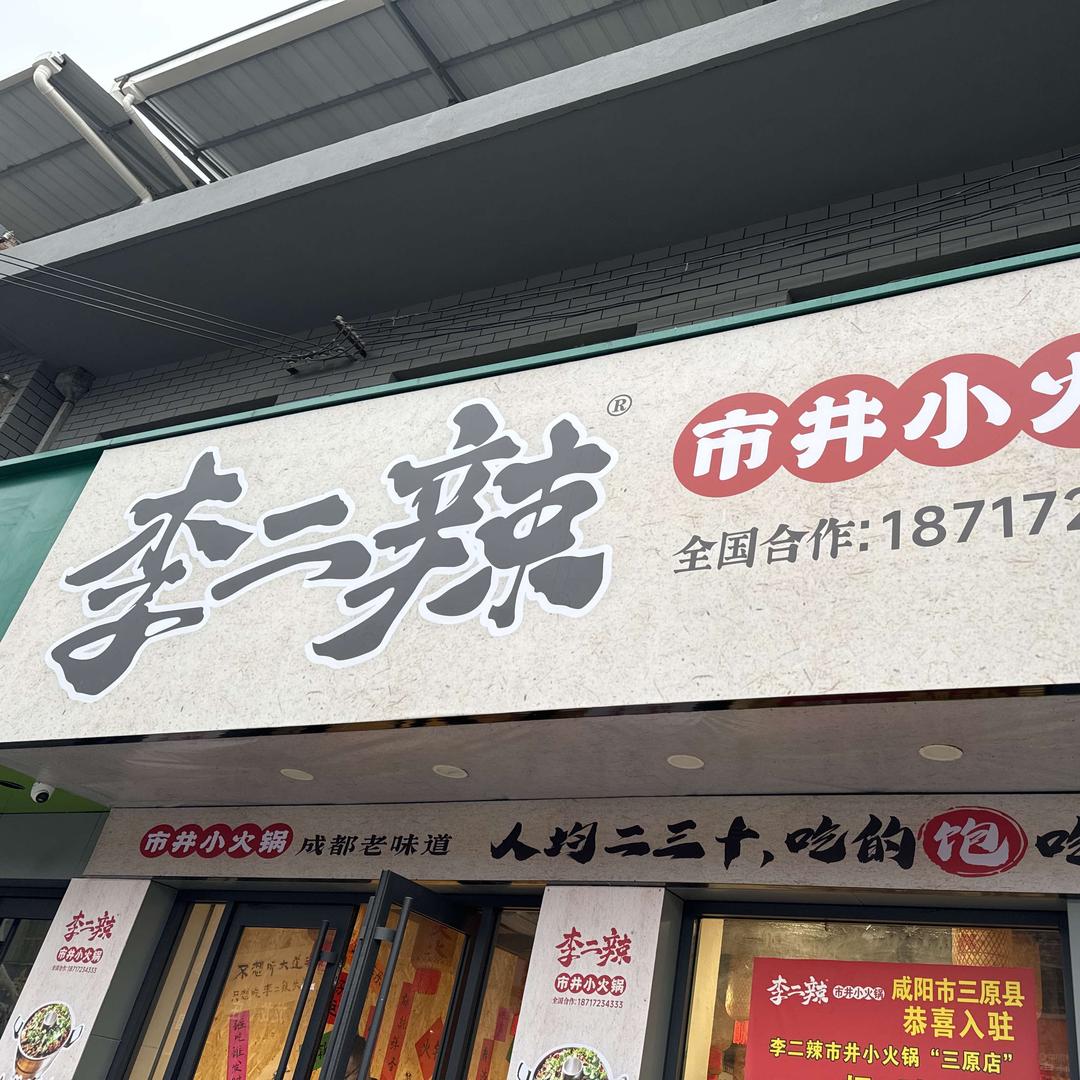 李二辣®
市井小火
全国合作:187172
市井小火锅 成都老味道 人均二三十,吃的饱 吃
李二辣
市井小火锅
全国合作:18717234333
李二辣
市井小火锅
全国合作:18717234333
李二辣 市井小火锅 咸阳市三原县
恭喜入驻
李二辣市井小火锅“三原店”